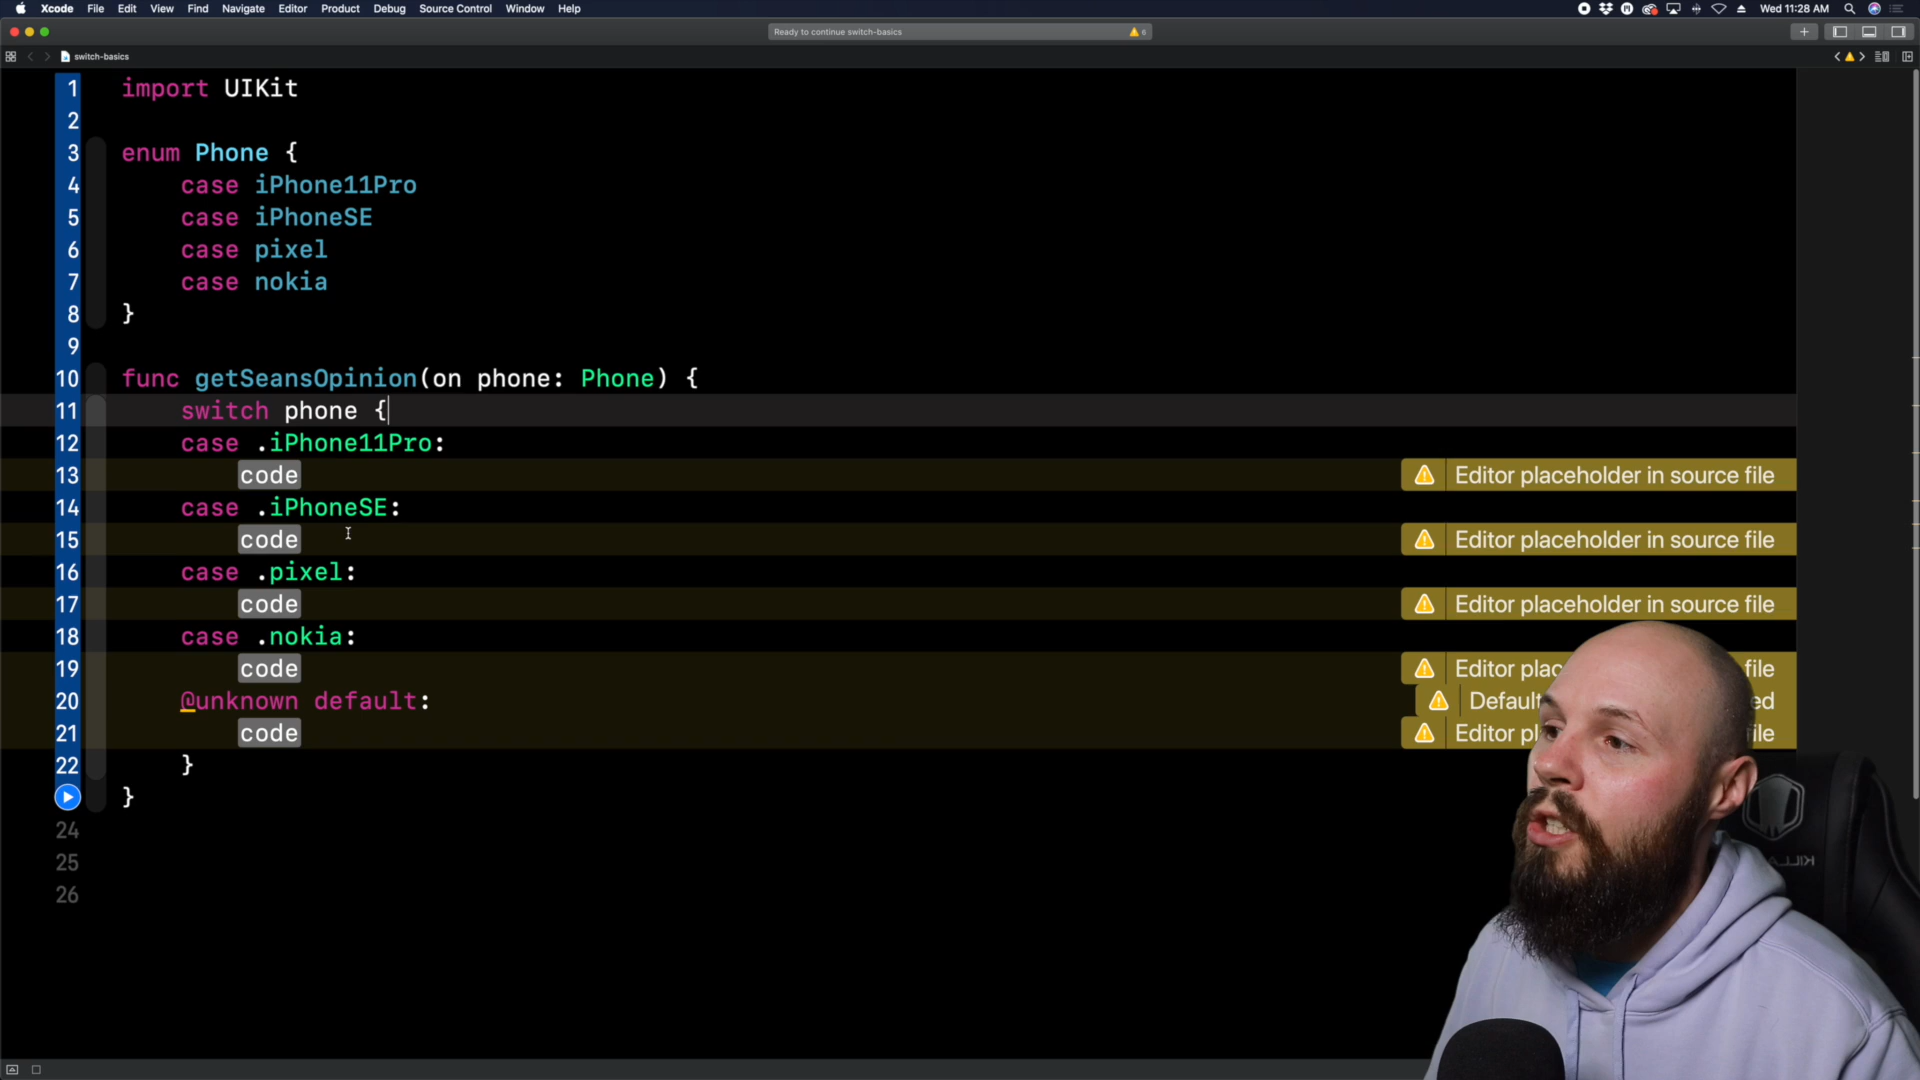 Xcode File Edit View Find Navigate Editor Product Debug Source Control Window Help Wed 11:28 AM
Ready to continue switch-basics
switch-basics
1 import UIKit
2
3 enum Phone {
4 case iPhone11Pro
5 case iPhoneSE
6 case pixel
7 case nokia
8 }
9
10 func getSeansOpinion(on phone: Phone) {
11 switch phone {
12 case .iPhone11Pro:
13 code Editor placeholder in source file
14 case .iPhoneSE:
15 code Editor placeholder in source file
16 case .pixel:
17 code Editor placeholder in source file
18 case .nokia:
19 code Editor file
20 @unknown default: Default
21 code Editor
22 }
}
24
25
26